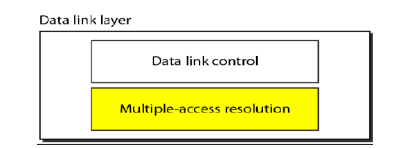 Data link layer
Data link control
Multiple-access resolution